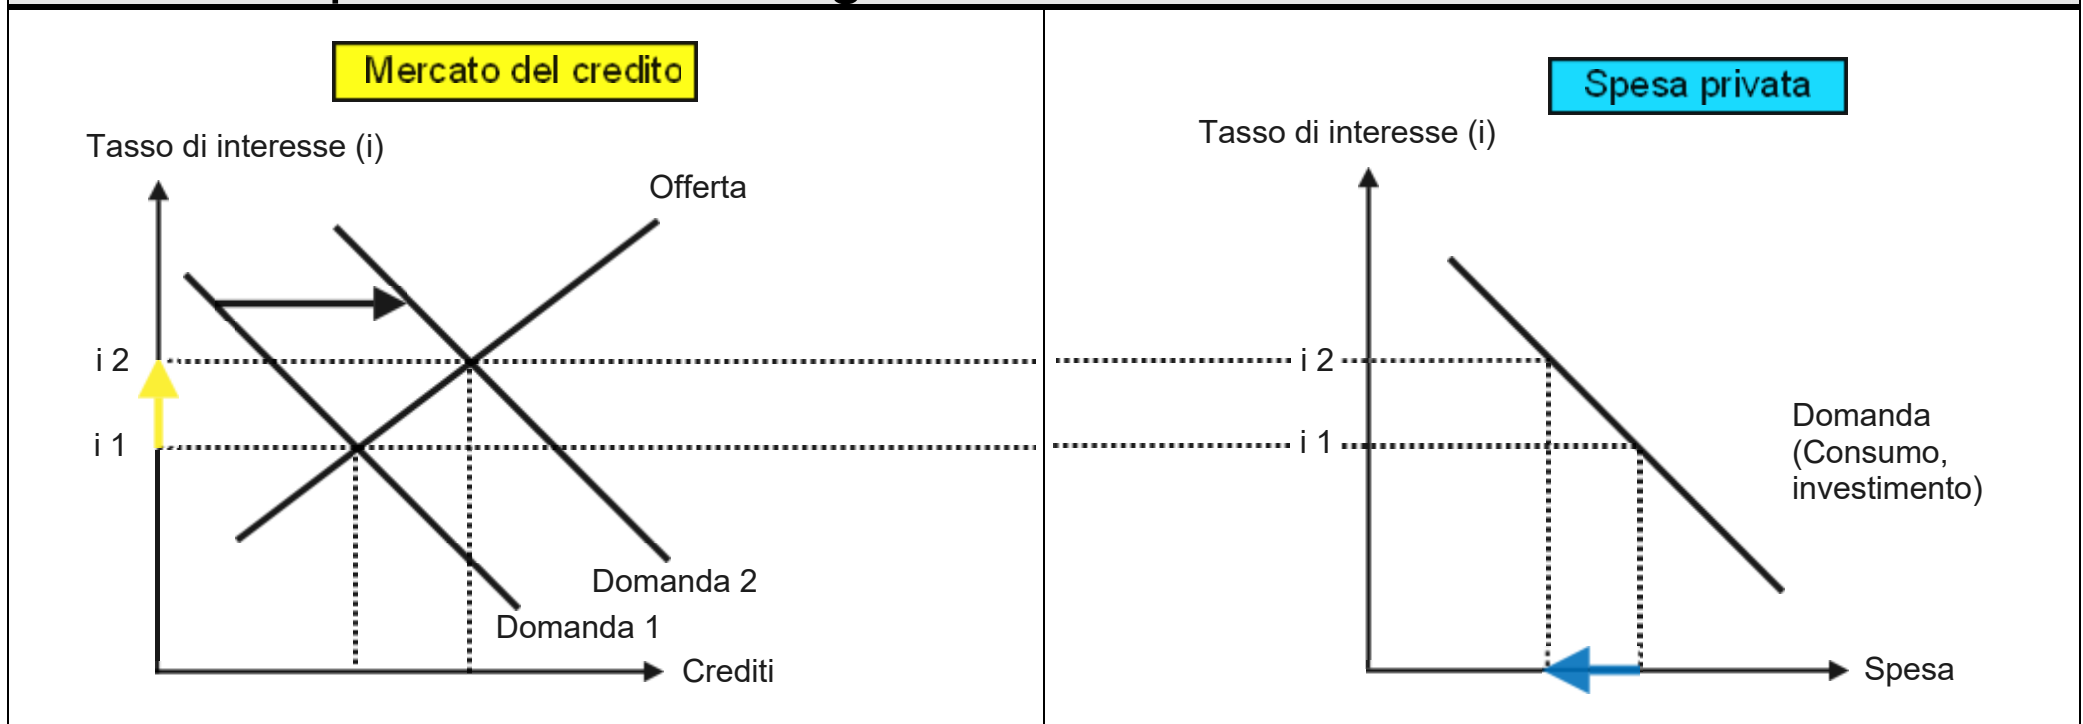 Mercato del credito
Tasso di interesse (i)
Offerta
i 2
i 1
Domanda 2
Domanda 1
Crediti
Spesa privata
Tasso di interesse (i)
i 2
i 1
Domanda
(Consumo,
investimento)
Spesa